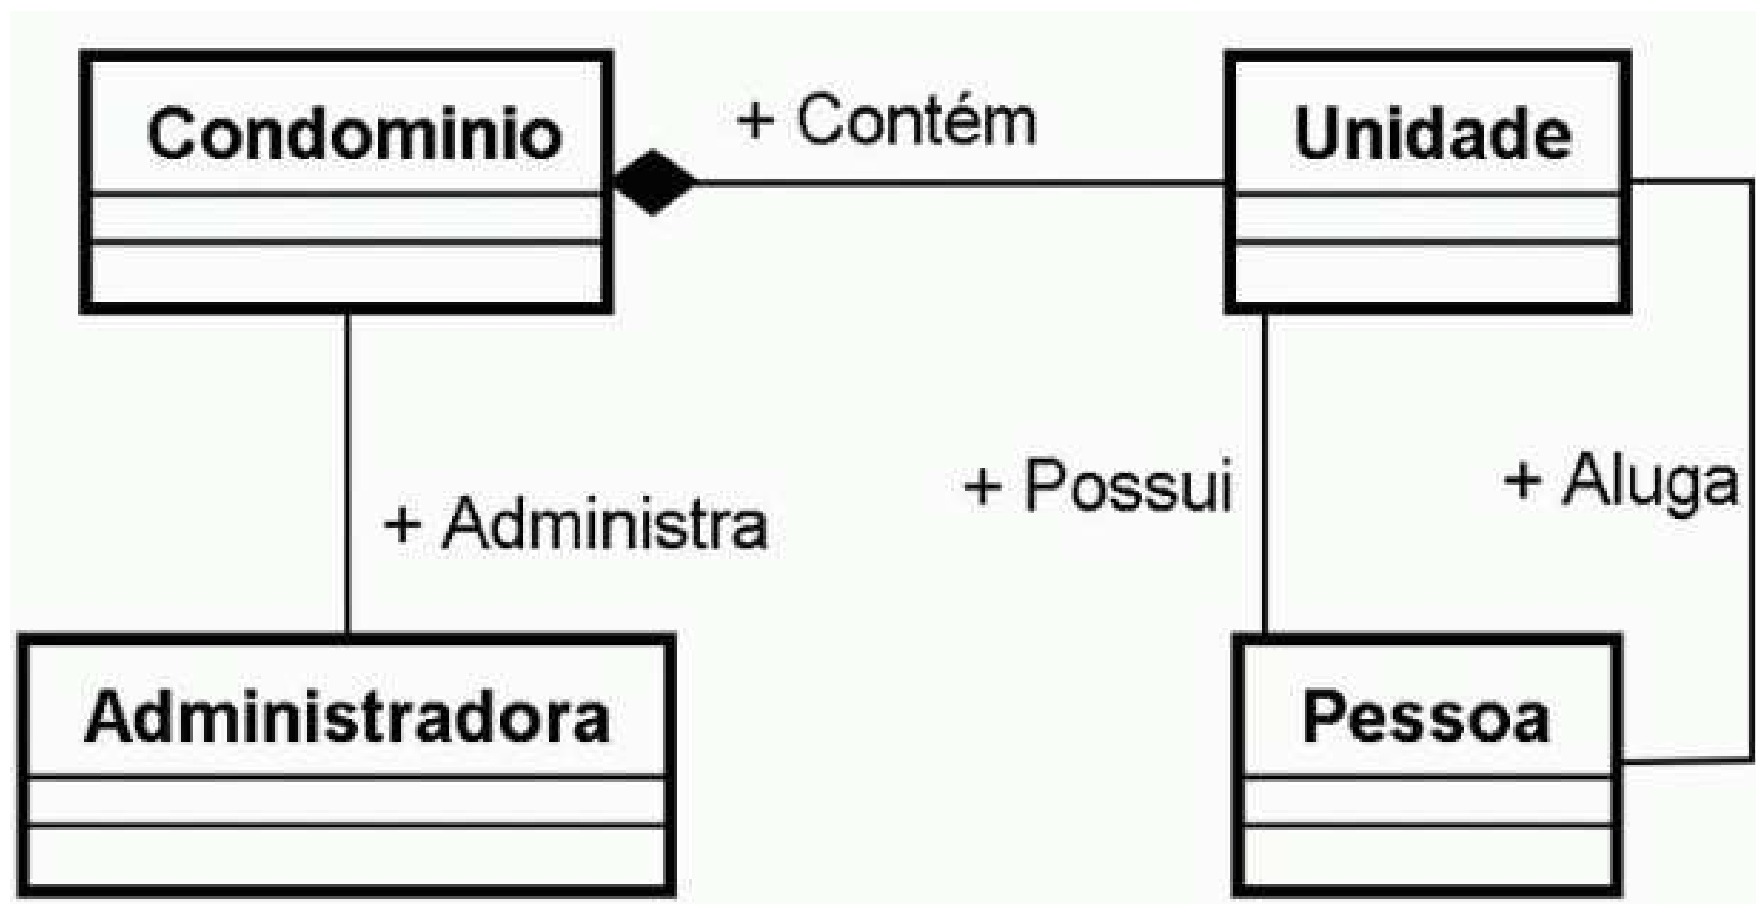 Condominio
+ Contém
Unidade
+ Administra
+ Possui
+ Aluga
Administradora
Pessoa